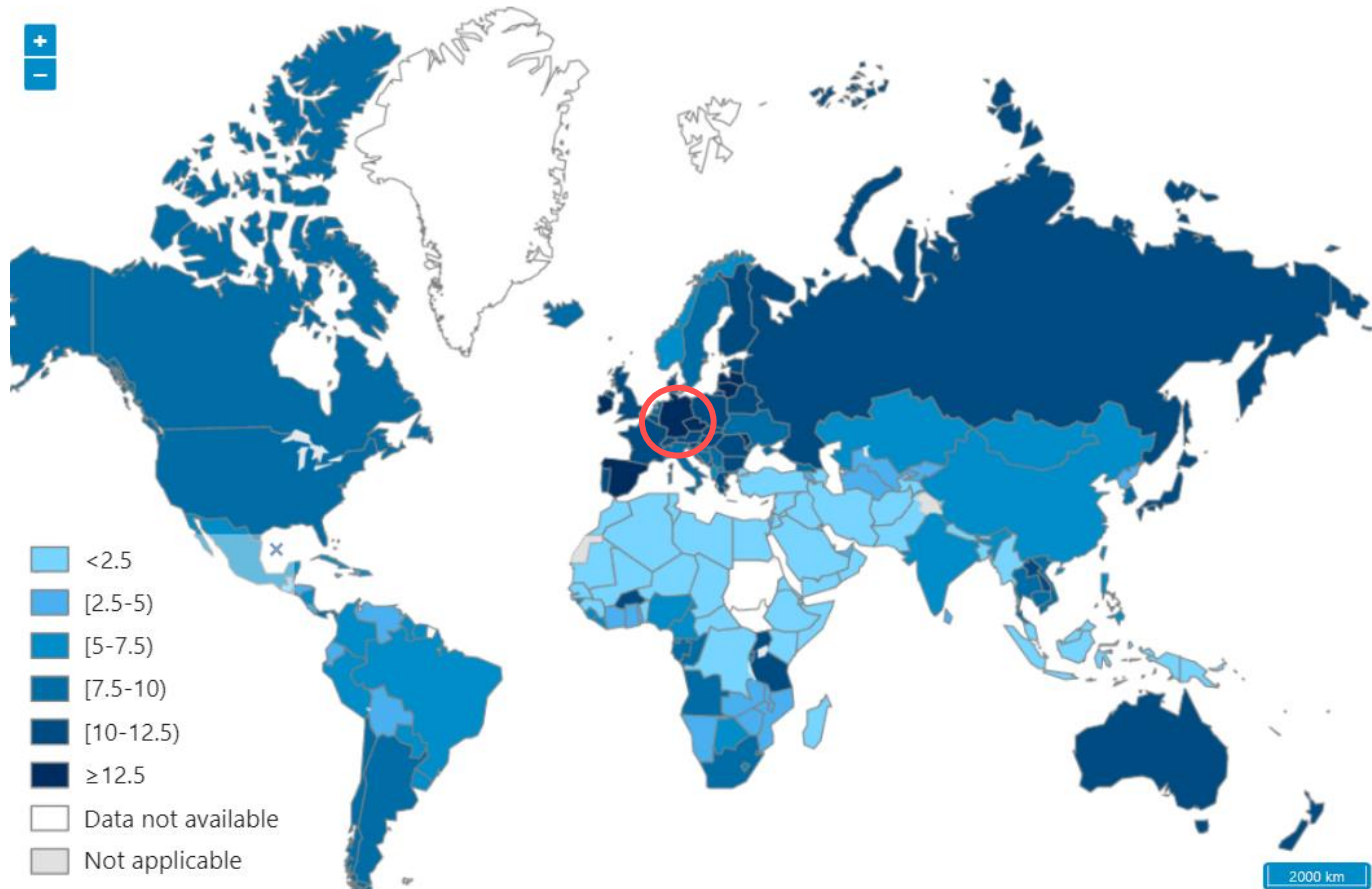 +
−
<2.5
[2.5-5)
[5-7.5)
[7.5-10)
[10-12.5)
≥12.5
Data not available
Not applicable
2000 km